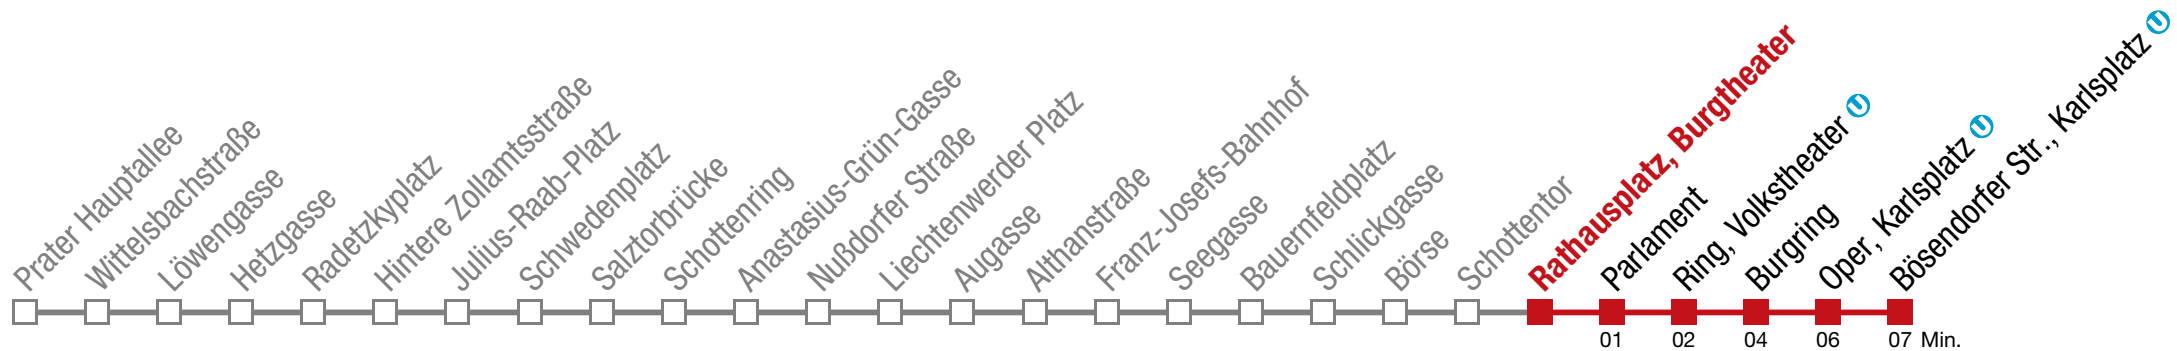 Prater Hauptallee
Wittelsbachstraße
Löwengasse
Hetzgasse
Radetzkyplatz
Hintere Zollamtsstraße
Julius-Raab-Platz
Schwedenplatz
Salztorbrücke
Schottenring
Anastasius-Grün-Gasse
Nußdorfer Straße
Liechtenwerder Platz
Augasse
Althanstraße
Franz-Josefs-Bahnhof
Seegasse
Bauernfeldplatz
Schlickgasse
Börse
Schottentor
Rathausplatz, Burgtheater
Parlament
Ring, Volkstheater U
Burgring
Oper, Karlsplatz U
Bösendorfer Str., Karlsplatz U
01 02 04 06 07 Min.